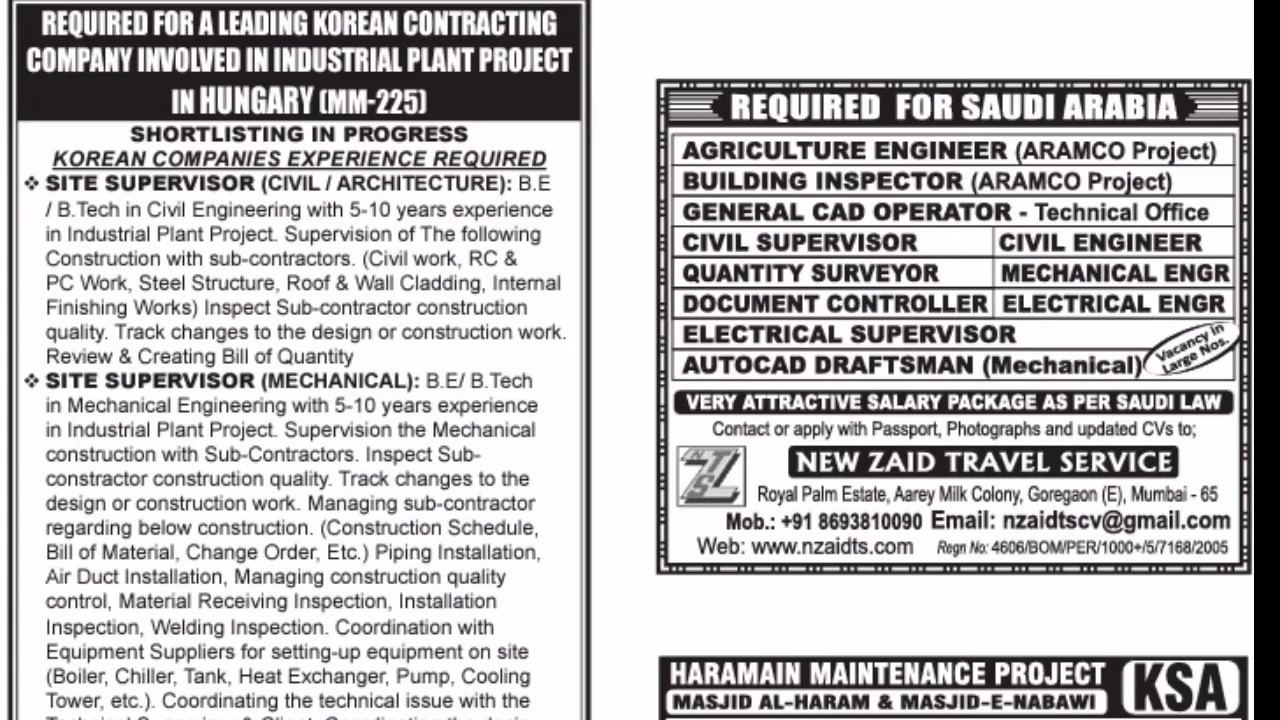 REQUIRED FOR A LEADING KOREAN CONTRACTING
COMPANY INVOLVED IN INDUSTRIAL PLANT PROJECT
IN HUNGARY (MM-225)
SHORTLISTING IN PROGRESS
KOREAN COMPANIES EXPERIENCE REQUIRED
❖ SITE SUPERVISOR (CIVIL / ARCHITECTURE): B.E
/ B.Tech in Civil Engineering with 5-10 years experience
in Industrial Plant Project. Supervision of The following
Construction with sub-contractors. (Civil work, RC &
PC Work, Steel Structure, Roof & Wall Cladding, Internal
Finishing Works) Inspect Sub-contractor construction
quality. Track changes to the design or construction work.
Review & Creating Bill of Quantity
❖ SITE SUPERVISOR (MECHANICAL): B.E/ B.Tech
in Mechanical Engineering with 5-10 years experience
in Industrial Plant Project. Supervision the Mechanical
construction with Sub-Contractors. Inspect Sub-
constractor construction quality. Track changes to the
design or construction work. Managing sub-contractor
regarding below construction. (Construction Schedule,
Bill of Material, Change Order, Etc.) Piping Installation,
Air Duct Installation, Managing construction quality
control, Material Receiving Inspection, Installation
Inspection, Welding Inspection. Coordination with
Equipment Suppliers for setting-up equipment on site
(Boiler, Chiller, Tank, Heat Exchanger, Pump, Cooling
Tower, etc.). Coordinating the technical issue with the
REQUIRED FOR SAUDI ARABIA
AGRICULTURE ENGINEER (ARAMCO Project)
BUILDING INSPECTOR (ARAMCO Project)
GENERAL CAD OPERATOR - Technical Office
CIVIL SUPERVISOR CIVIL ENGINEER
QUANTITY SURVEYOR MECHANICAL ENGR
DOCUMENT CONTROLLER ELECTRICAL ENGR
ELECTRICAL SUPERVISOR
AUTOCAD DRAFTSMAN (Mechanical)
Vacancy in
Large Nos.
VERY ATTRACTIVE SALARY PACKAGE AS PER SAUDI LAW
Contact or apply with Passport, Photographs and updated CVs to;
NZTS
NEW ZAID TRAVEL SERVICE
Royal Palm Estate, Aarey Milk Colony, Goregaon (E), Mumbai - 65
Mob.: +91 8693810090 Email: nzaidtscv@gmail.com
Web: www.nzaidts.com Regn No: 4606/BOM/PER/1000+/5/7168/2005
HARAMAIN MAINTENANCE PROJECT
MASJID AL-HARAM & MASJID-E-NABAWI
KSA